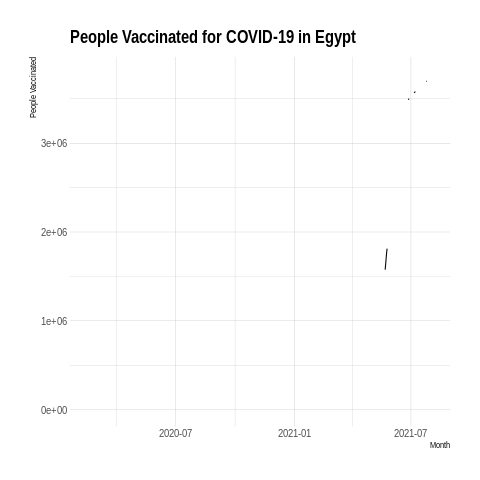 People Vaccinated for COVID-19 in Egypt
People Vaccinated
3e+06
2e+06
1e+06
0e+00
2020-07 2021-01 2021-07
Month